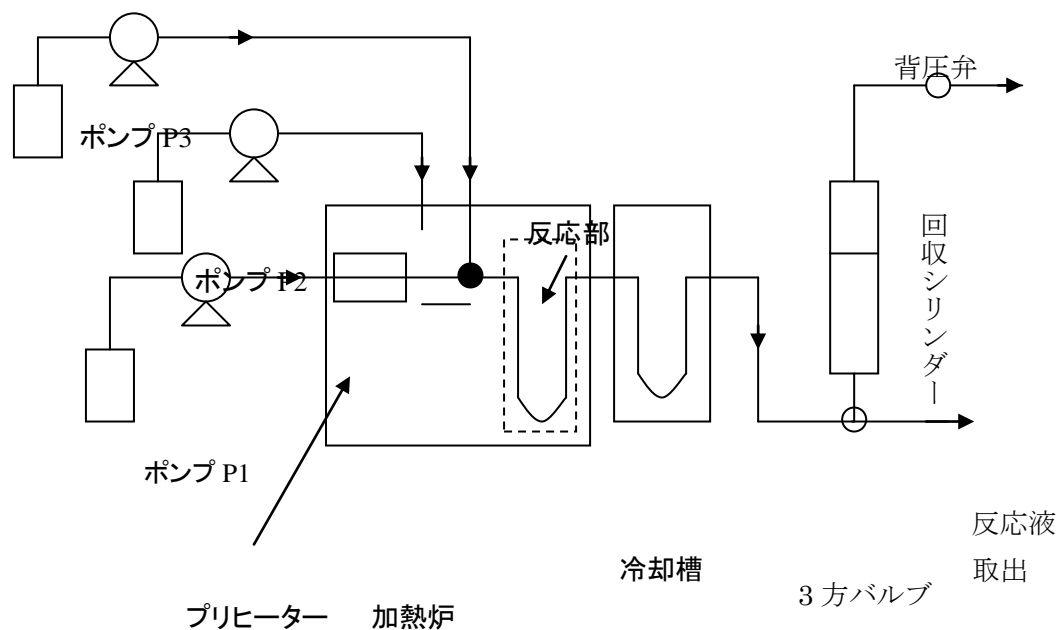 背圧弁
ポンプ P3
回収シリンダー
反応部
ポンプ P2
ポンプ P1
反応液
取出
冷却槽
3 方バルブ
プリヒーター
加熱炉